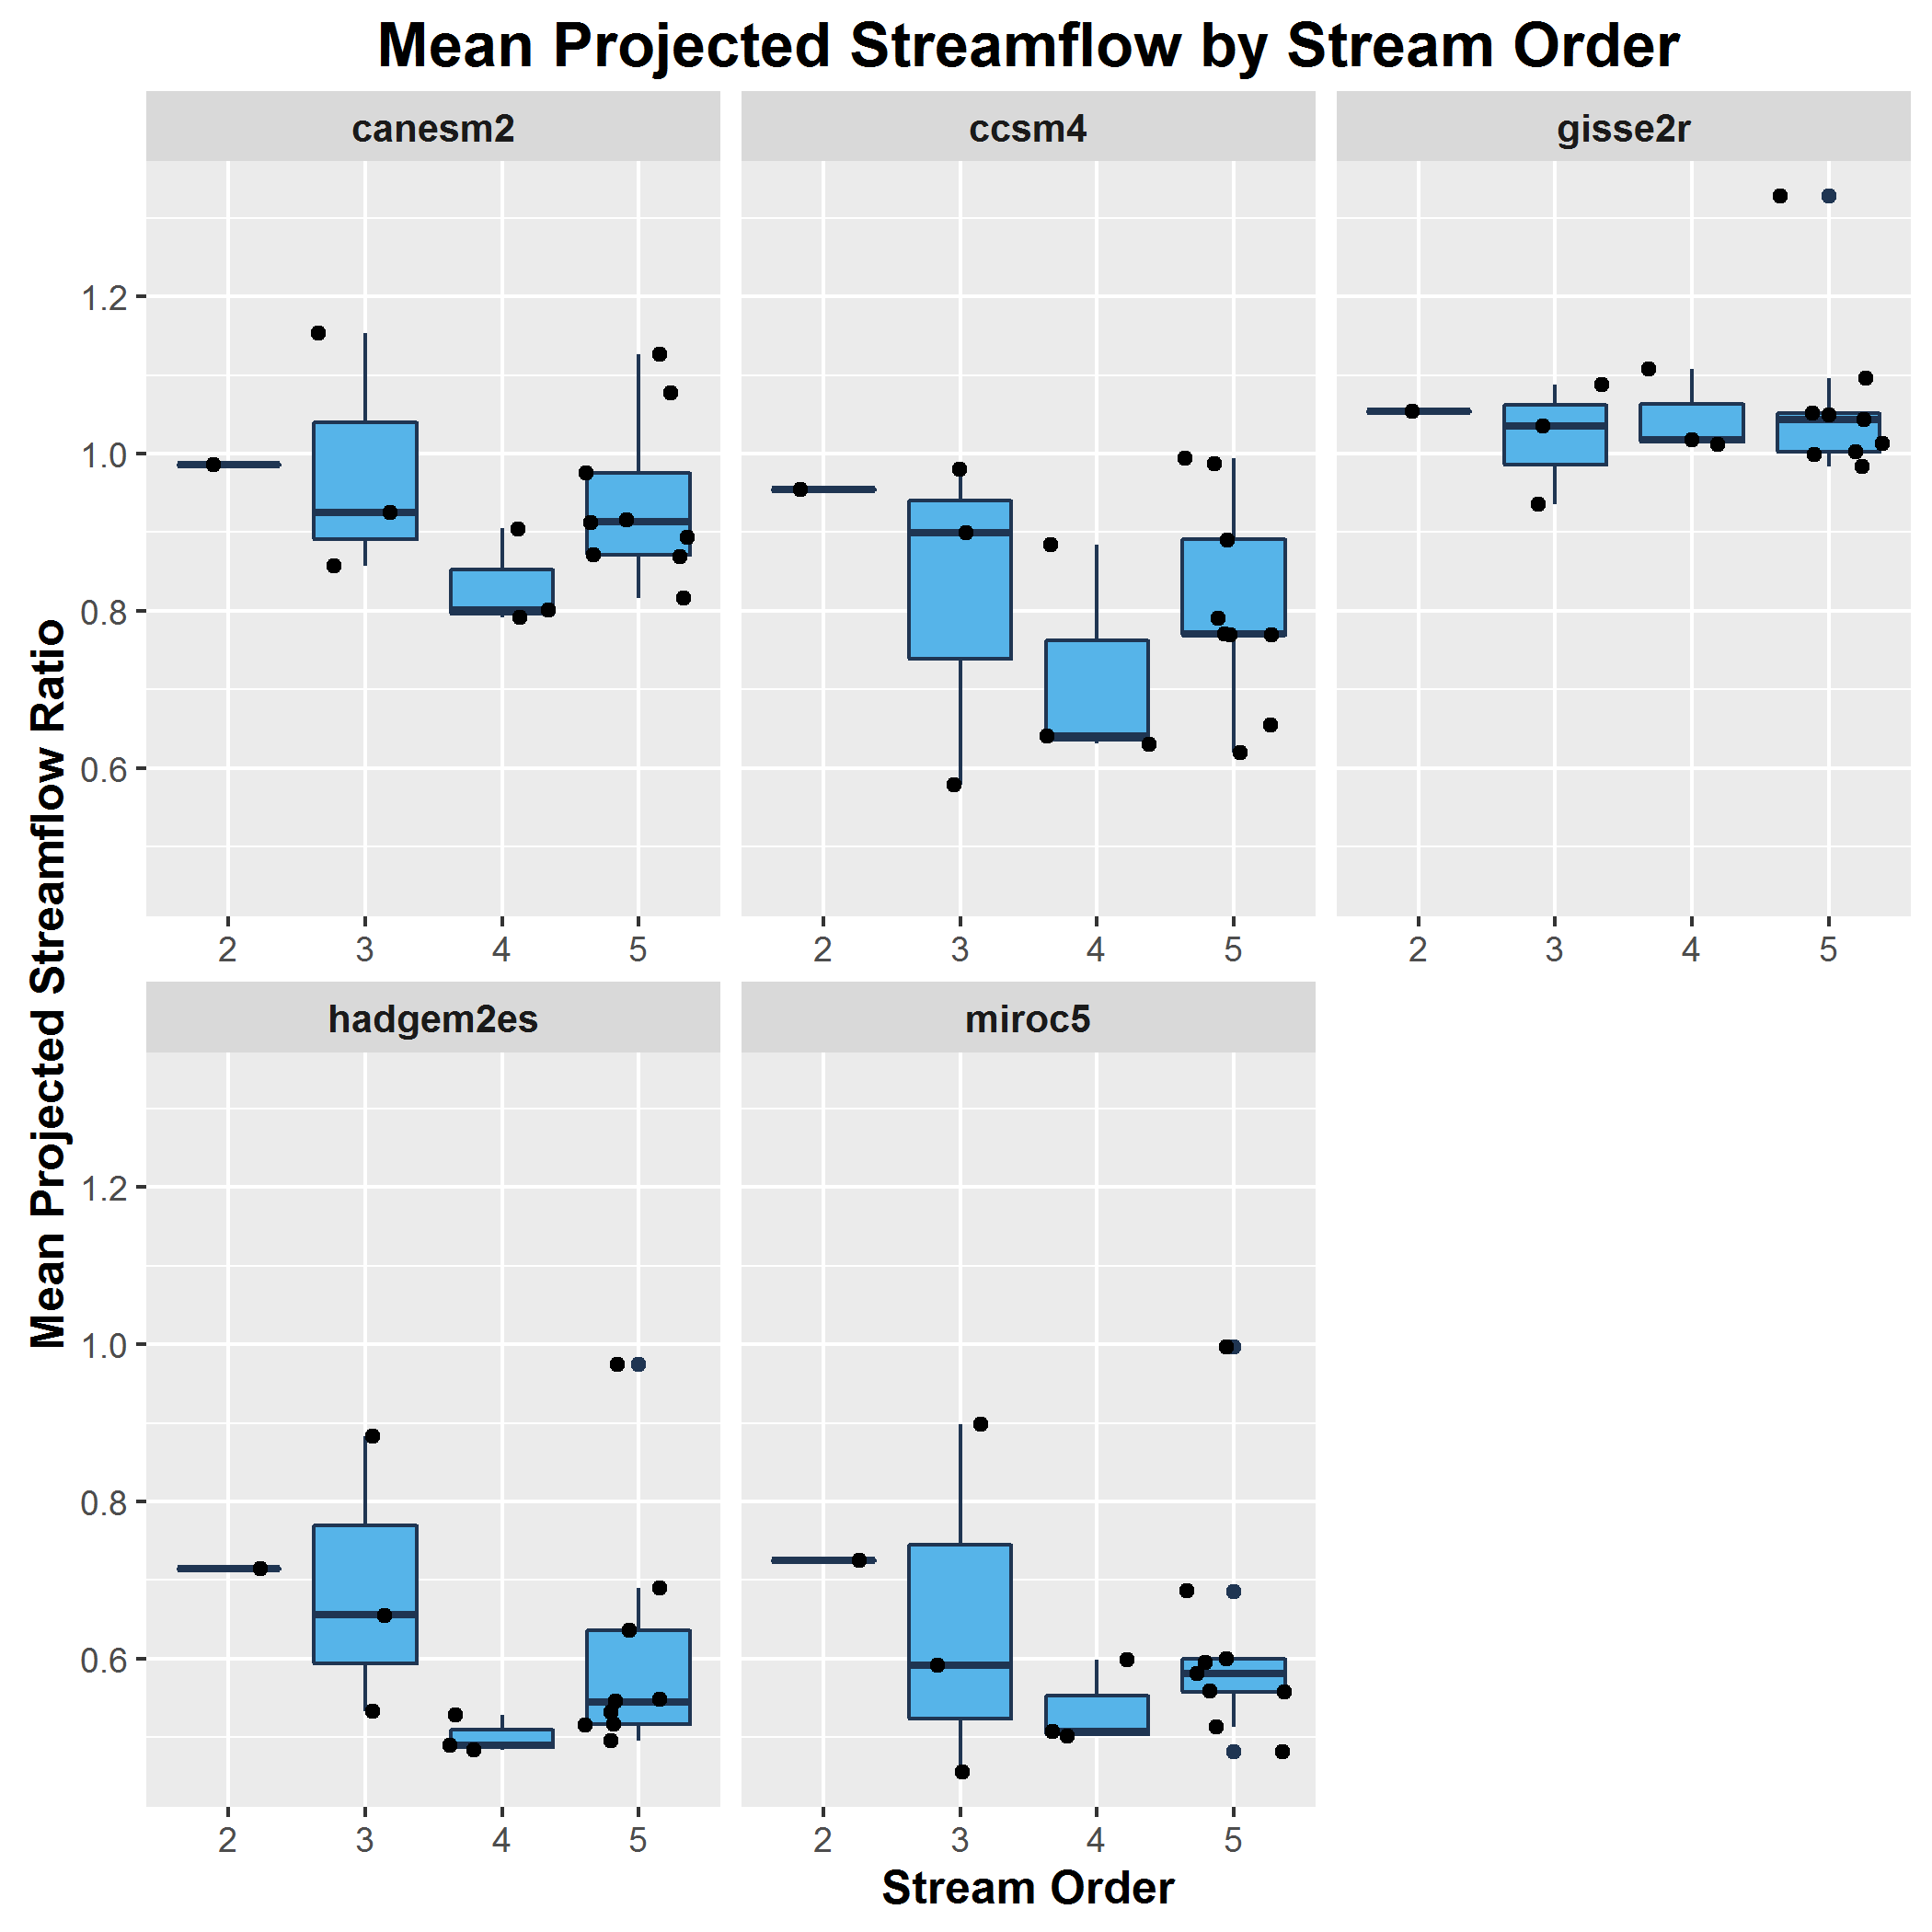 Mean Projected Streamflow by Stream Order
canesm2
ccsm4
gisse2r
1.2
1.0
0.8
0.6
2 3 4 5
2 3 4 5
2 3 4 5
Mean Projected Streamflow Ratio
hadgem2es
miroc5
1.2
1.0
0.8
0.6
2 3 4 5
2 3 4 5
Stream Order